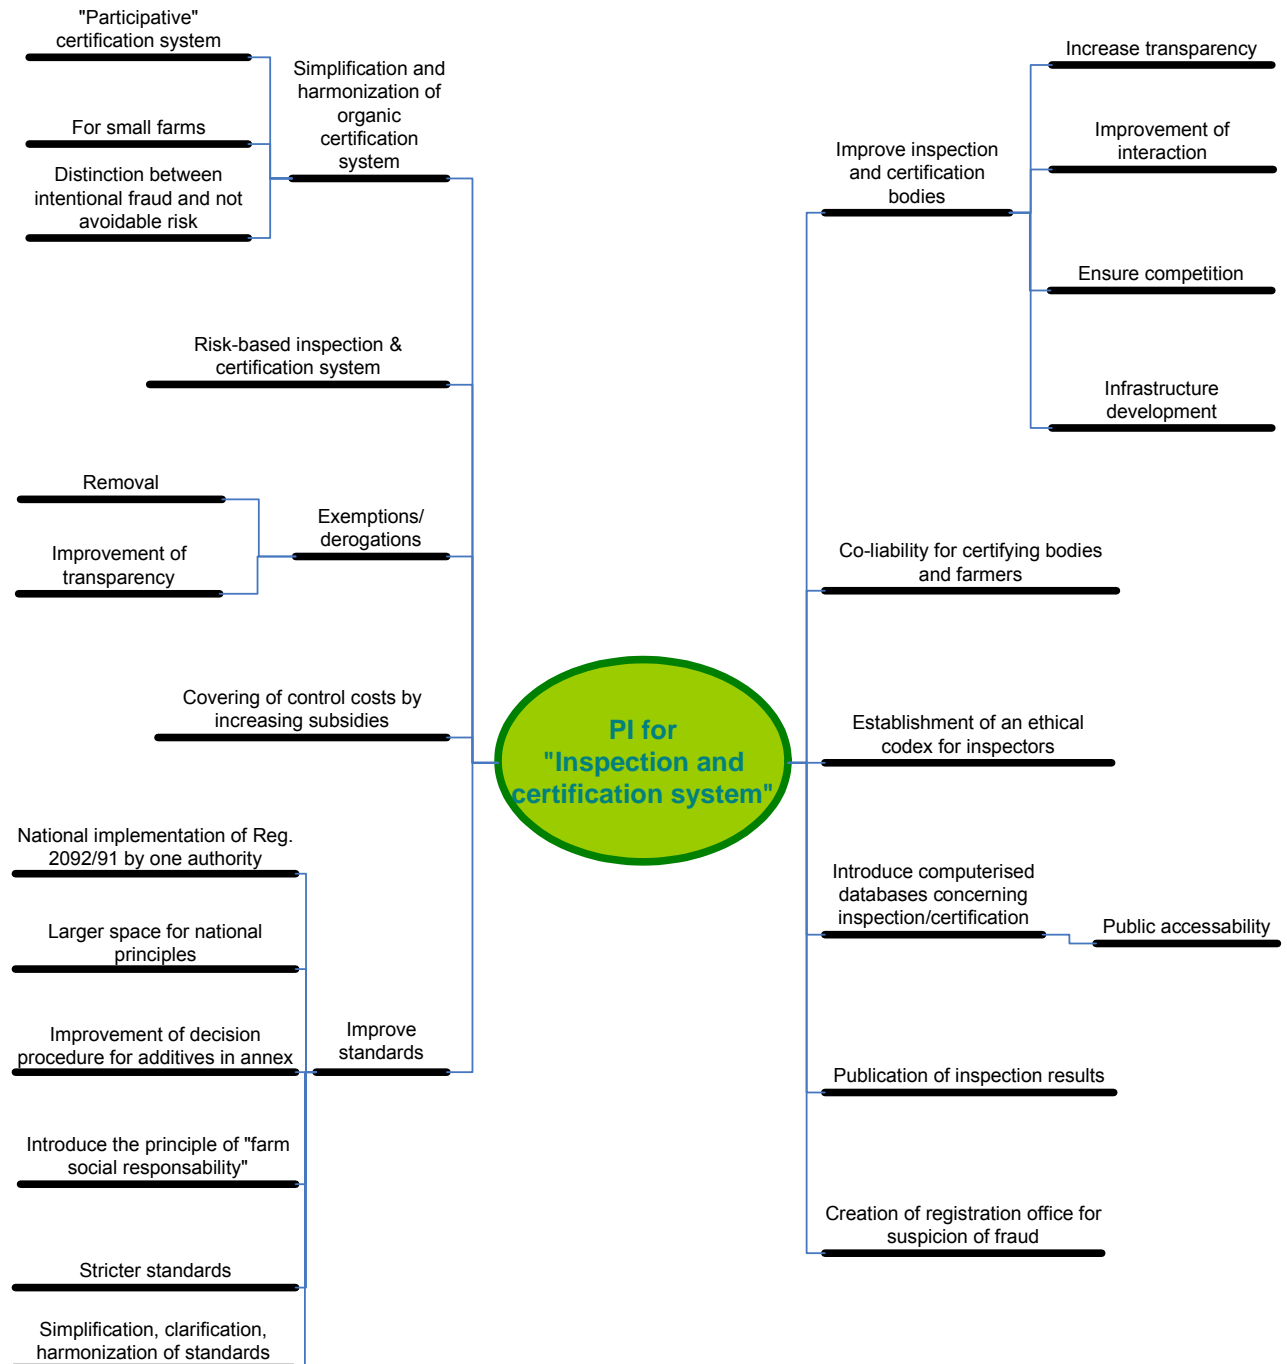 "Participative"
certification system
For small farms
Distinction between
intentional fraud and not
avoidable risk
Simplification and
harmonization of
organic
certification
system
Risk-based inspection &
certification system
Removal
Improvement of
transparency
Exemptions/
derogations
Covering of control costs by
increasing subsidies
National implementation of Reg.
2092/91 by one authority
Larger space for national
principles
Improvement of decision
procedure for additives in annex
Introduce the principle of "farm
social responsability"
Stricter standards
Simplification, clarification,
harmonization of standards
Improve
standards
PI for
"Inspection and
certification system"
Improve inspection
and certification
bodies
Increase transparency
Improvement of
interaction
Ensure competition
Infrastructure
development
Co-liability for certifying bodies
and farmers
Establishment of an ethical
codex for inspectors
Introduce computerised
databases concerning
inspection/certification
Public accessability
Publication of inspection results
Creation of registration office for
suspicion of fraud